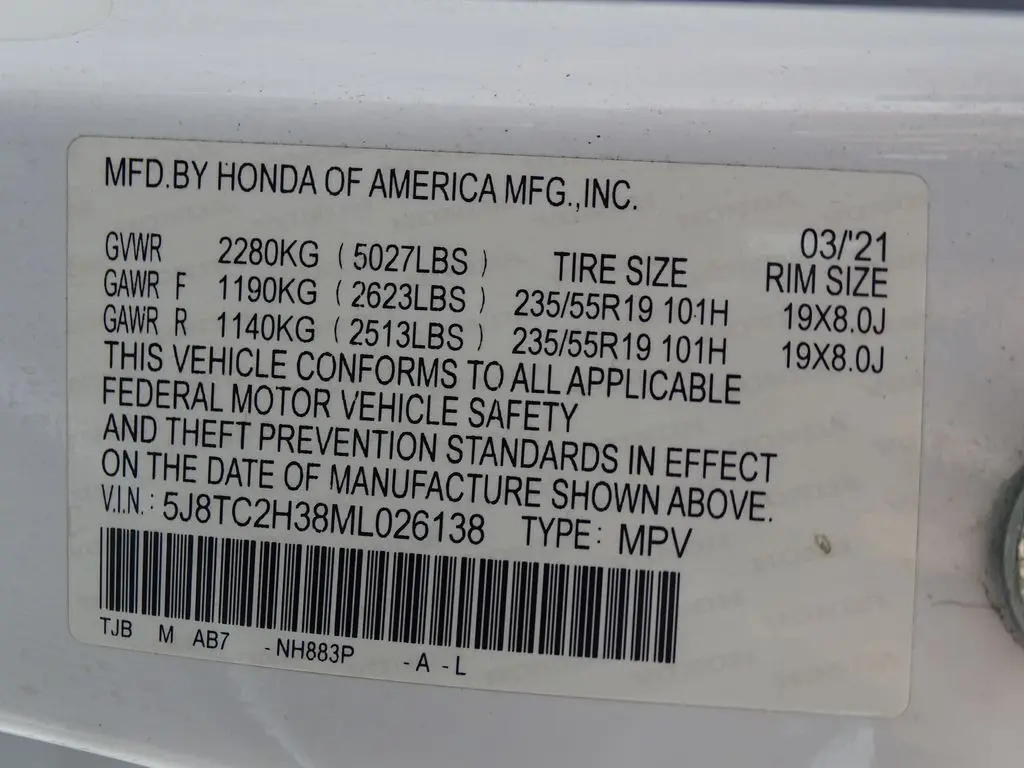 MFD.BY HONDA OF AMERICA MFG.,INC.
03/'21
GVWR 2280KG (5027LBS) TIRE SIZE RIM SIZE
GAWR F 1190KG (2623LBS) 235/55R19 101H 19X8.0J
GAWR R 1140KG (2513LBS) 235/55R19 101H 19X8.0J
THIS VEHICLE CONFORMS TO ALL APPLICABLE
FEDERAL MOTOR VEHICLE SAFETY
AND THEFT PREVENTION STANDARDS IN EFFECT
ON THE DATE OF MANUFACTURE SHOWN ABOVE.
V.I.N.: 5J8TC2H38ML026138 TYPE: MPV
TJB M AB7 -NH883P -A -L